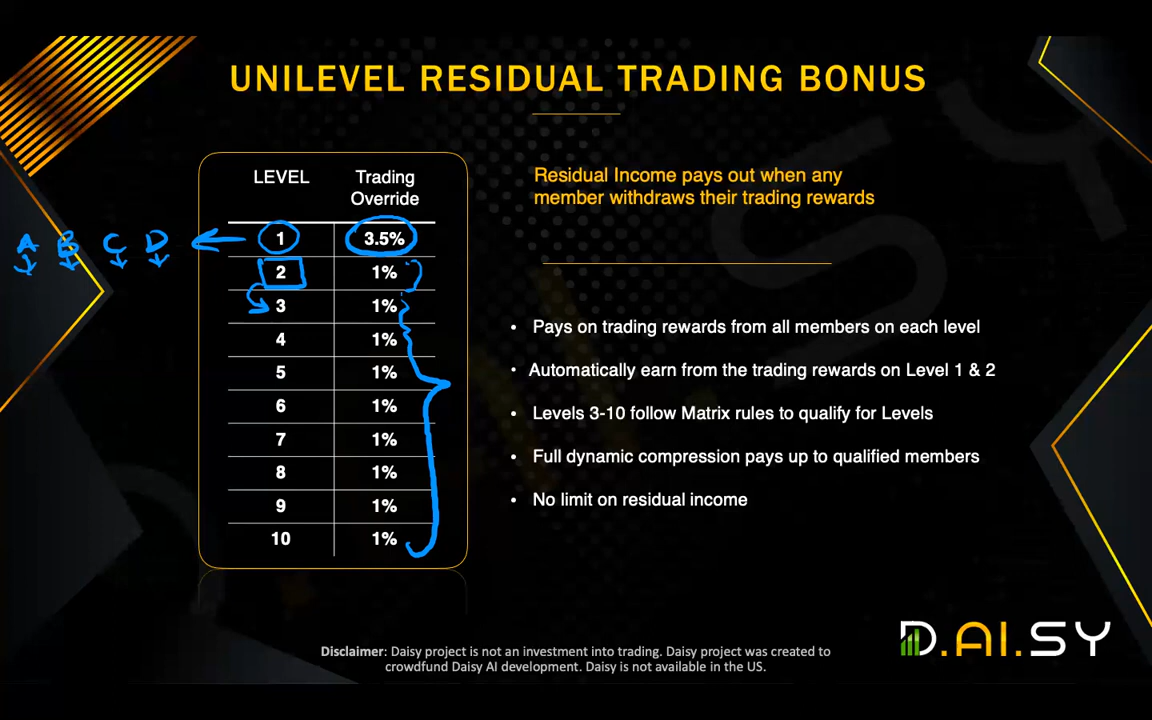 UNILEVEL RESIDUAL TRADING BONUS
LEVEL Trading Override
1 3.5%
2 1%
3 1%
4 1%
5 1%
6 1%
7 1%
8 1%
9 1%
10 1%
A B C D
Residual Income pays out when any
member withdraws their trading rewards
• Pays on trading rewards from all members on each level
• Automatically earn from the trading rewards on Level 1 & 2
• Levels 3-10 follow Matrix rules to qualify for Levels
• Full dynamic compression pays up to qualified members
• No limit on residual income
D.AI.SY
Disclaimer: Daisy project is not an investment into trading. Daisy project was created to
crowdfund Daisy AI development. Daisy is not available in the US.
SY